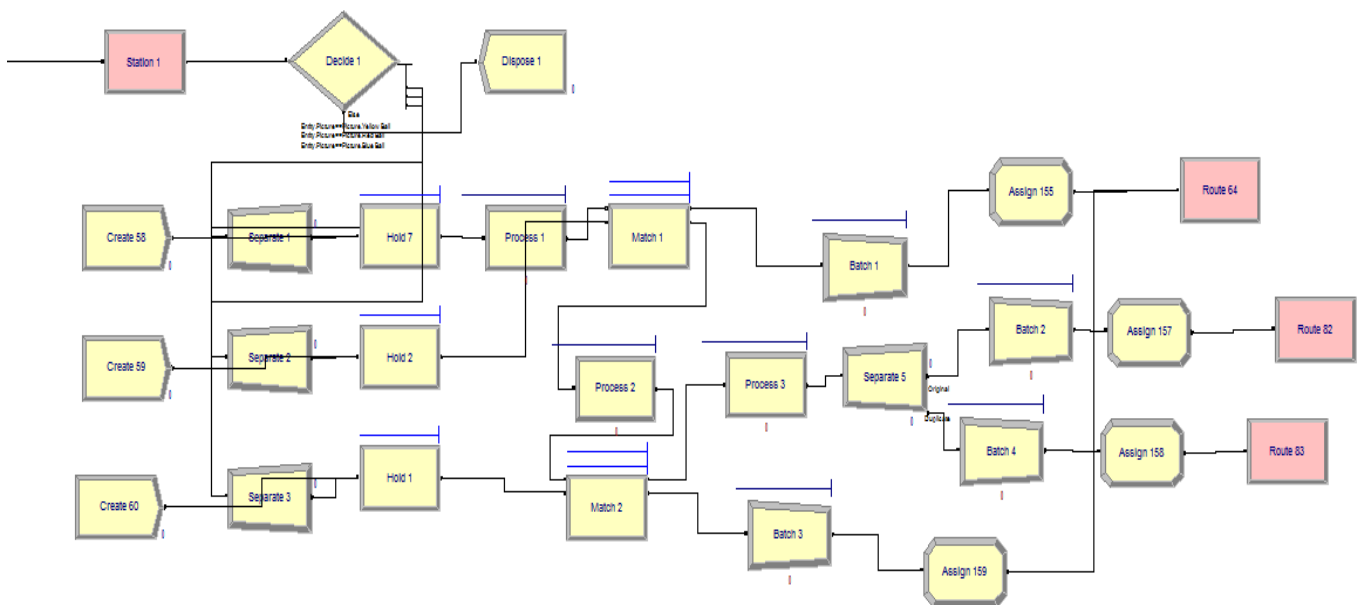 Station 1
Decide 1
Dispose 1
Else
Entity.Picture==Picture.Yellow Ball
Entity.Picture==Picture.Red Ball
Entity.Picture==Picture.Blue Ball
Create 58
Separate 1
Hold 7
Process 1
Match 1
Batch 1
Assign 155
Route 64
Create 59
Separate 2
Hold 2
Process 2
Process 3
Separate 5
Original
Duplicate
Batch 2
Assign 157
Route 82
Batch 4
Assign 158
Route 83
Create 60
Separate 3
Hold 1
Match 2
Batch 3
Assign 159